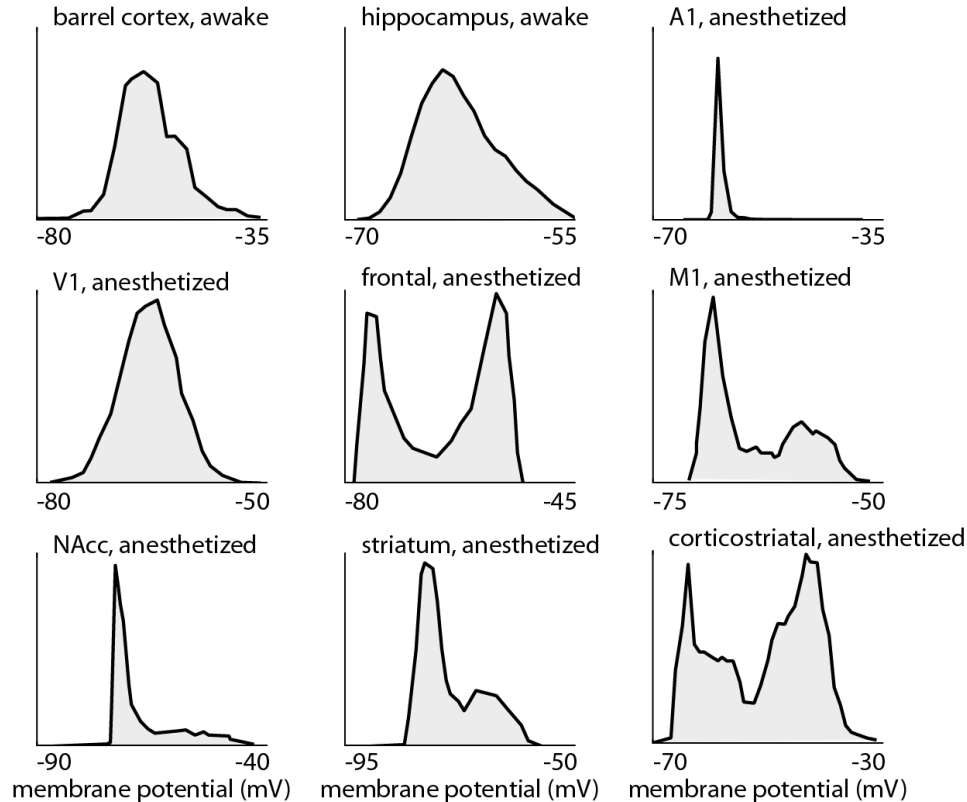 barrel cortex, awake
hippocampus, awake
A1, anesthetized
-80
-35
-70
-55
-70
-35
V1, anesthetized
frontal, anesthetized
M1, anesthetized
-80
-50
-80
-45
-75
-50
NAcc, anesthetized
striatum, anesthetized
corticostriatal, anesthetized
-90
-40
-95
-50
-70
-30
membrane potential (mV)
membrane potential (mV)
membrane potential (mV)